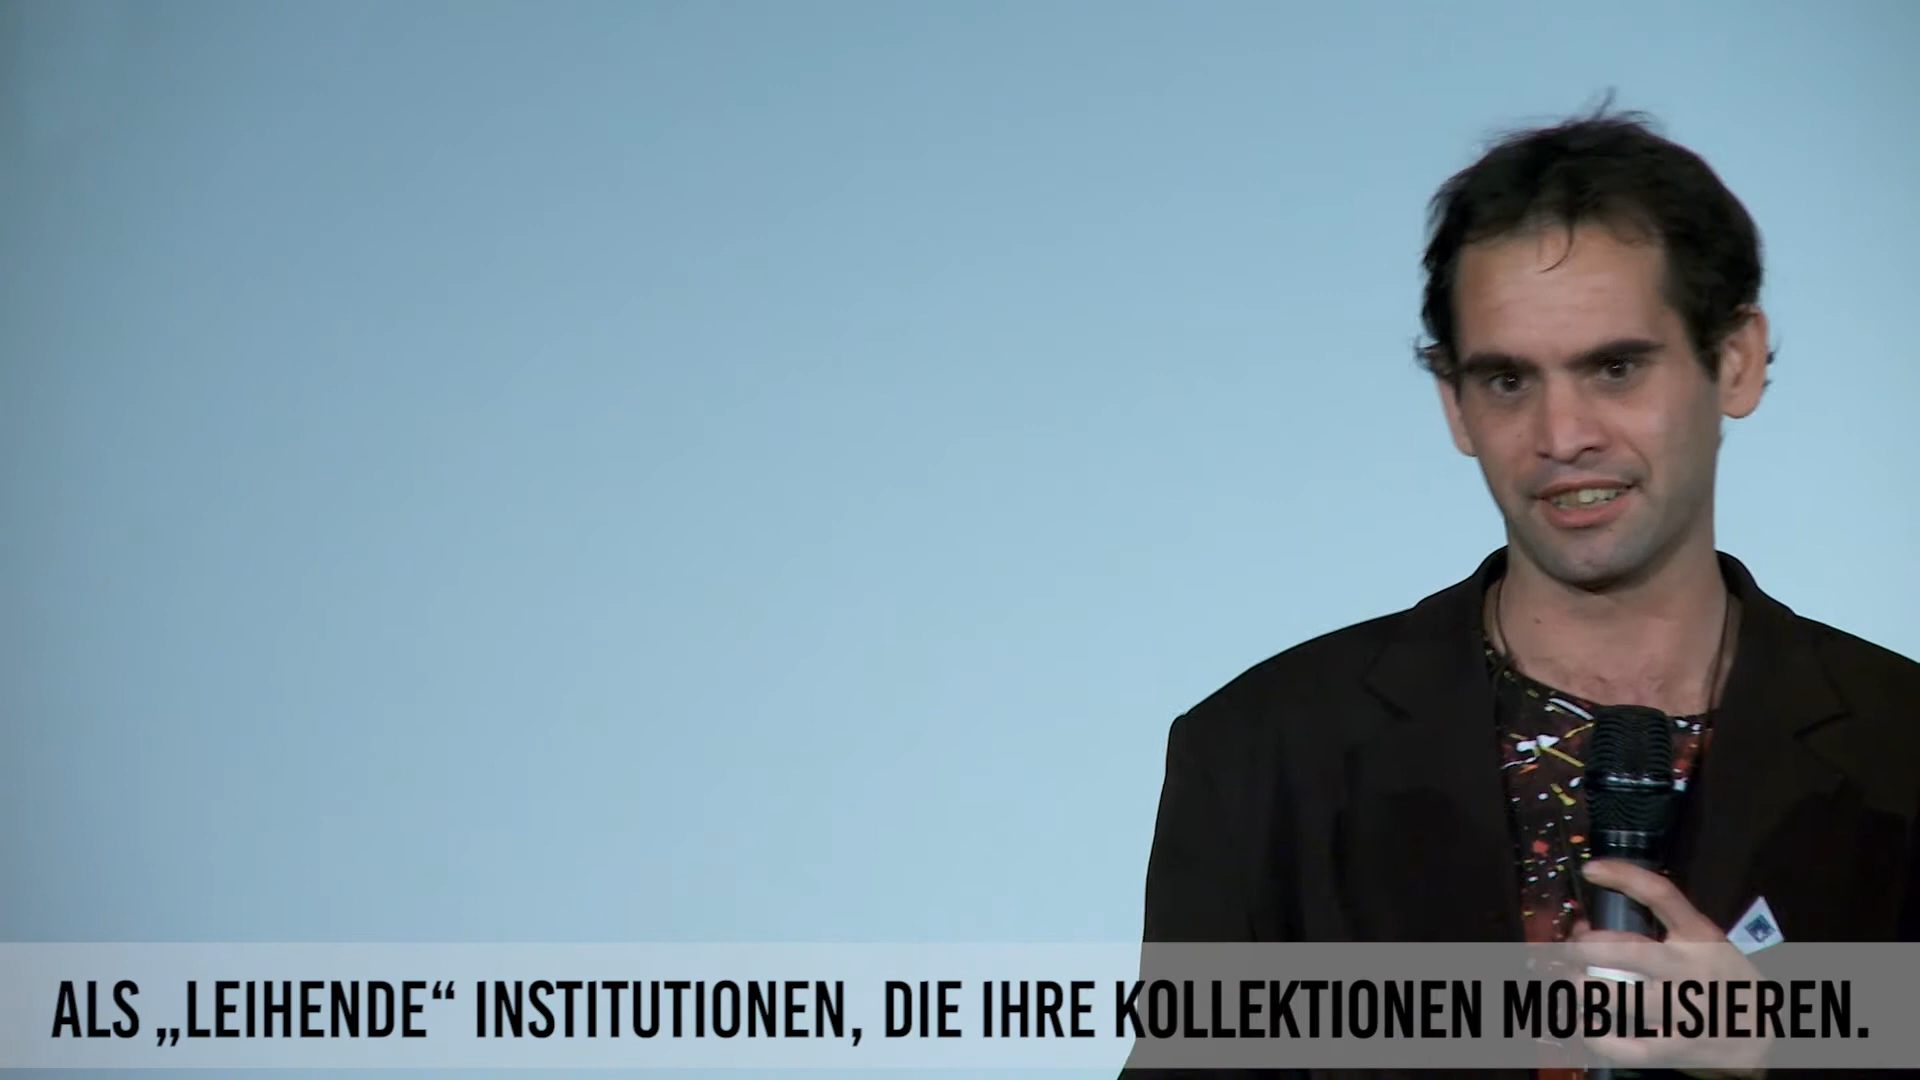 ALS „LEIHENDE“ INSTITUTIONEN, DIE IHRE KOLLEKTIONEN MOBILISIEREN.